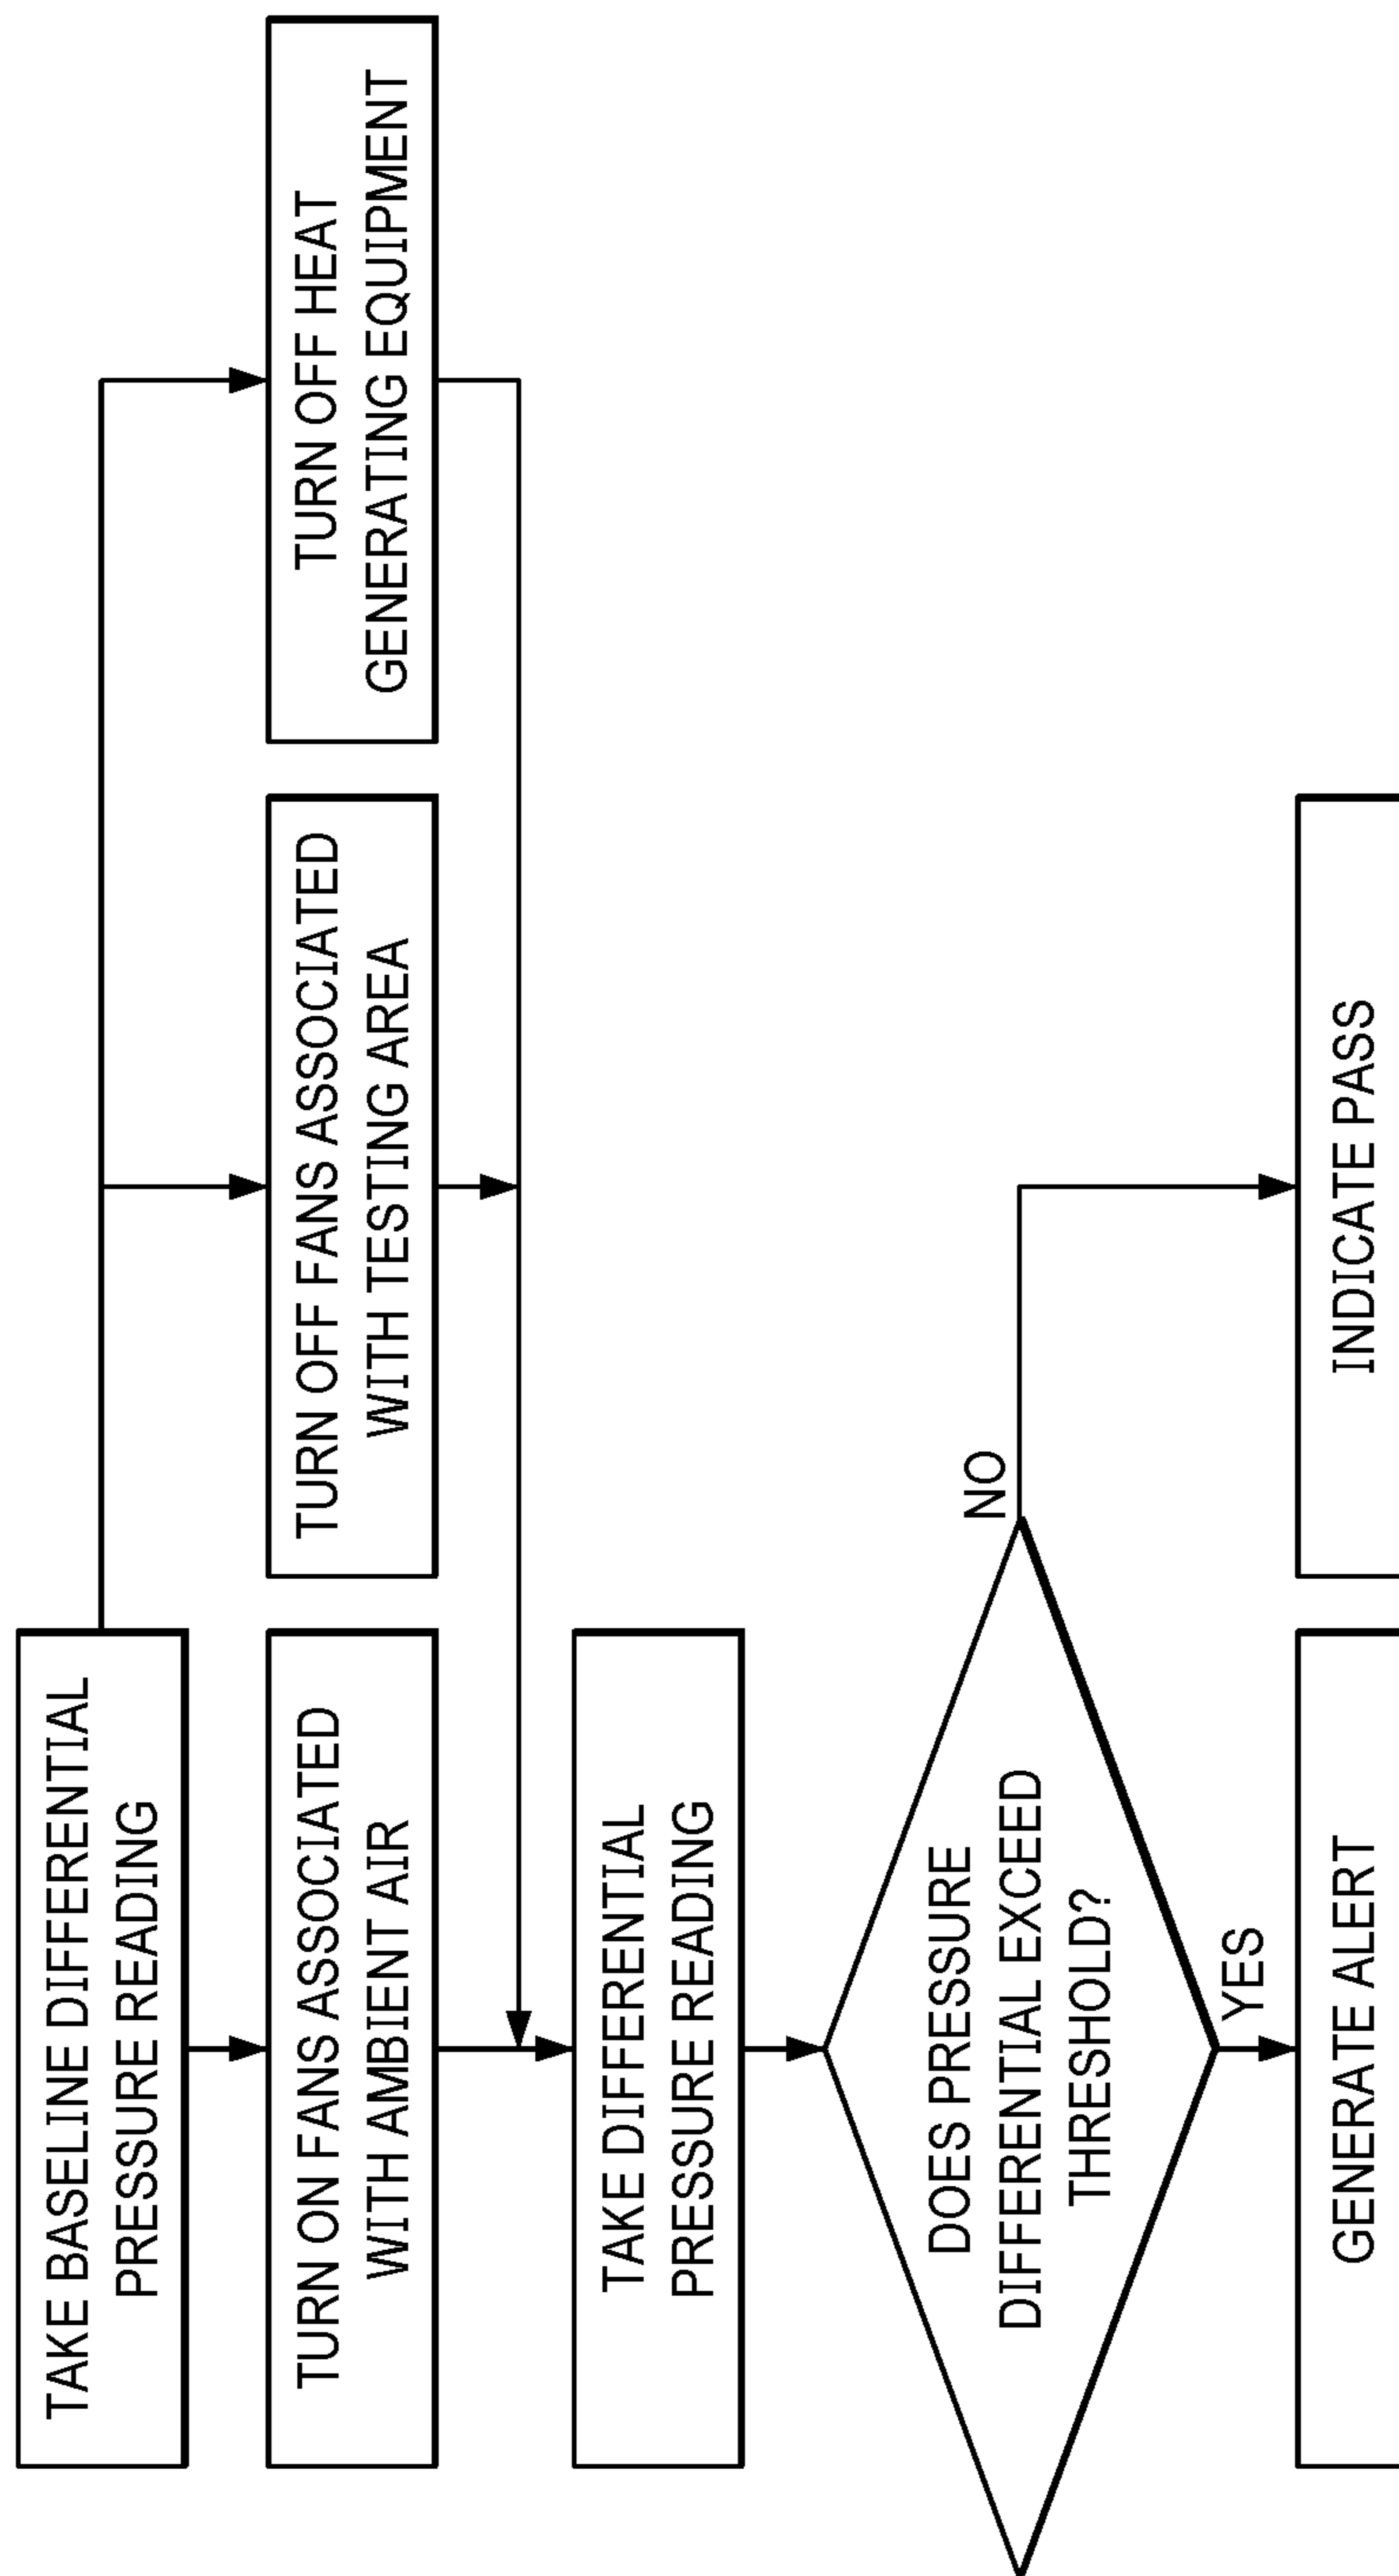 TAKE BASELINE DIFFERENTIAL
PRESSURE READING
TURN ON FANS ASSOCIATED
WITH AMBIENT AIR
TURN OFF FANS ASSOCIATED
WITH TESTING AREA
TURN OFF HEAT
GENERATING EQUIPMENT
TAKE DIFFERENTIAL
PRESSURE READING
DOES PRESSURE
DIFFERENTIAL EXCEED
THRESHOLD?
NO
YES
GENERATE ALERT
INDICATE PASS